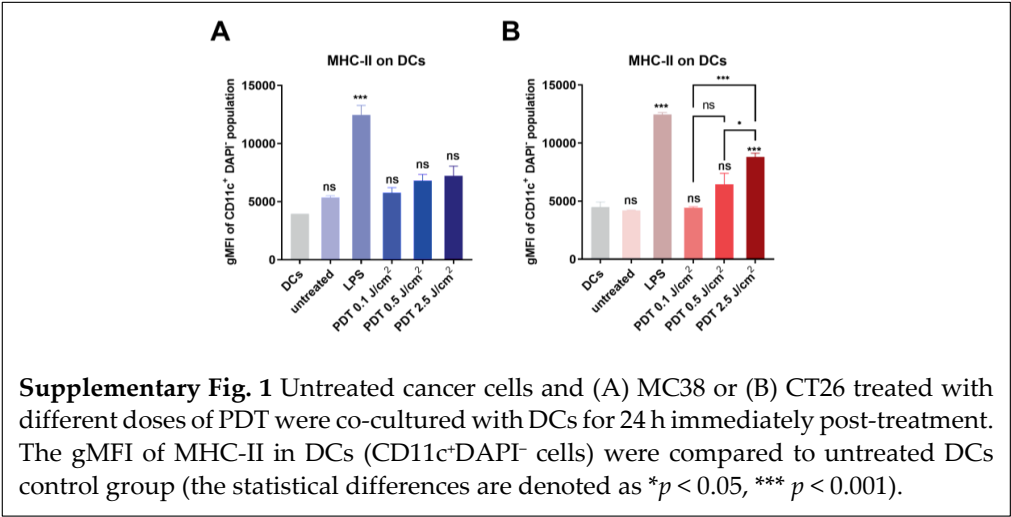 A
MHC-II on DCs
gMFI of CD11c⁺ DAPI⁻ population
15000
10000
5000
0
ns
***
ns
ns
ns
DCs
untreated
LPS
PDT 0.1 J/cm²
PDT 0.5 J/cm²
PDT 2.5 J/cm²
B
MHC-II on DCs
gMFI of CD11c⁺ DAPI⁻ population
15000
10000
5000
0
***
ns
*
ns
***
ns
ns
***
DCs
untreated
LPS
PDT 0.1 J/cm²
PDT 0.5 J/cm²
PDT 2.5 J/cm²
Supplementary Fig. 1 Untreated cancer cells and (A) MC38 or (B) CT26 treated with
different doses of PDT were co-cultured with DCs for 24 h immediately post-treatment.
The gMFI of MHC-II in DCs (CD11c⁺DAPI⁻ cells) were compared to untreated DCs
control group (the statistical differences are denoted as *p < 0.05, *** p < 0.001).